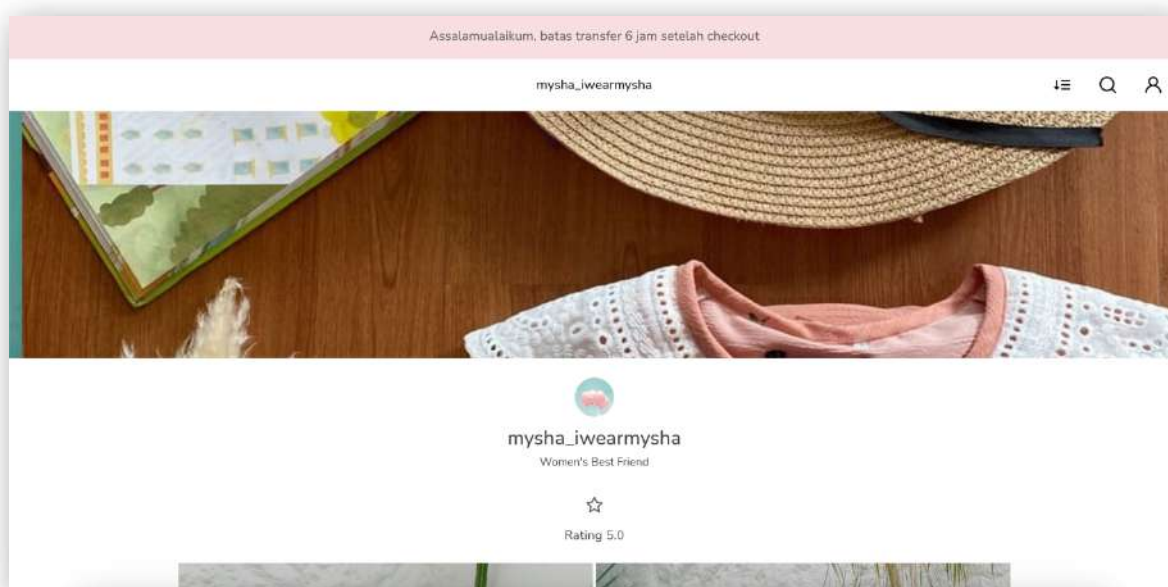 Assalamualaikum, batas transfer 6 jam setelah checkout
mysha_iwearmysha
mysha_iwearmysha
Women's Best Friend
Rating 5.0